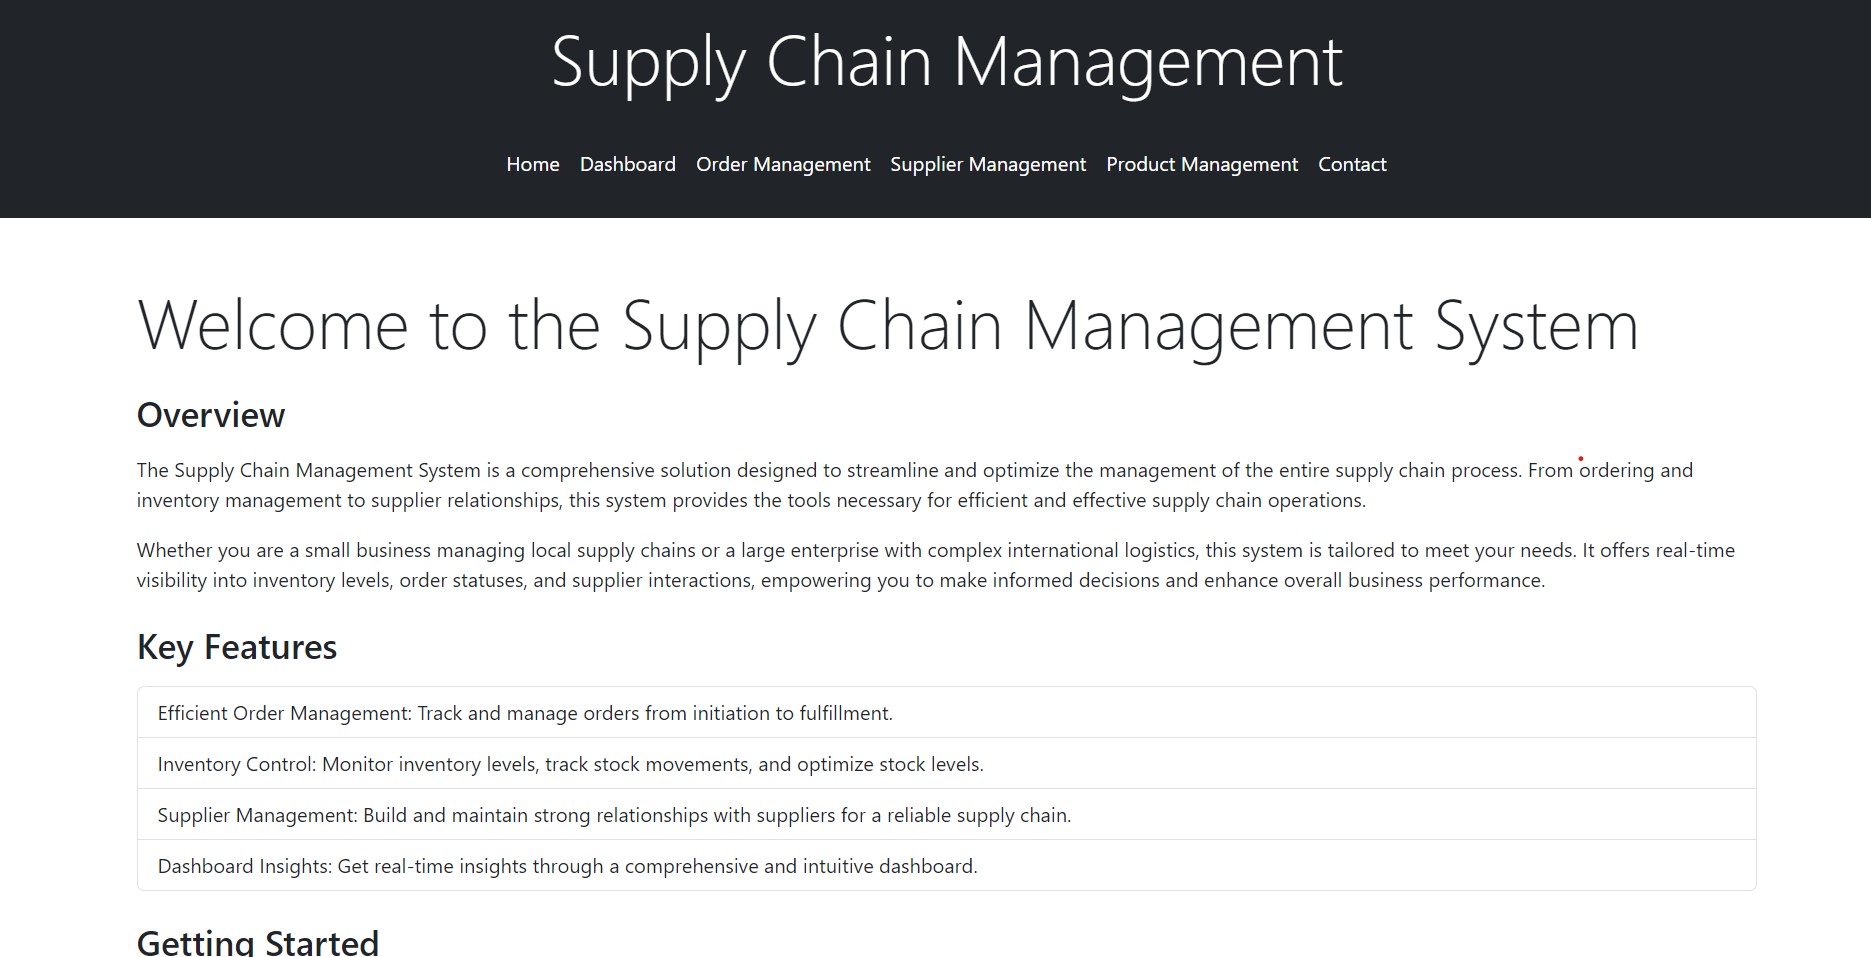 Supply Chain Management
Home Dashboard Order Management Supplier Management Product Management Contact
Welcome to the Supply Chain Management System
Overview
The Supply Chain Management System is a comprehensive solution designed to streamline and optimize the management of the entire supply chain process. From ordering and
inventory management to supplier relationships, this system provides the tools necessary for efficient and effective supply chain operations.
Whether you are a small business managing local supply chains or a large enterprise with complex international logistics, this system is tailored to meet your needs. It offers real-time
visibility into inventory levels, order statuses, and supplier interactions, empowering you to make informed decisions and enhance overall business performance.
Key Features
Efficient Order Management: Track and manage orders from initiation to fulfillment.
Inventory Control: Monitor inventory levels, track stock movements, and optimize stock levels.
Supplier Management: Build and maintain strong relationships with suppliers for a reliable supply chain.
Dashboard Insights: Get real-time insights through a comprehensive and intuitive dashboard.
Getting Started